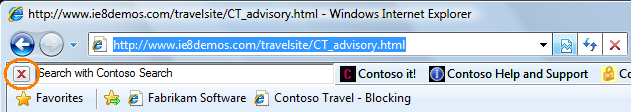 http://www.ie8demos.com/travelsite/CT_advisory.html - Windows Internet Explorer
http://www.ie8demos.com/travelsite/CT_advisory.html
Search with Contoso Search Contoso it! Contoso Help and Support
Favorites Fabrikam Software Contoso Travel - Blocking